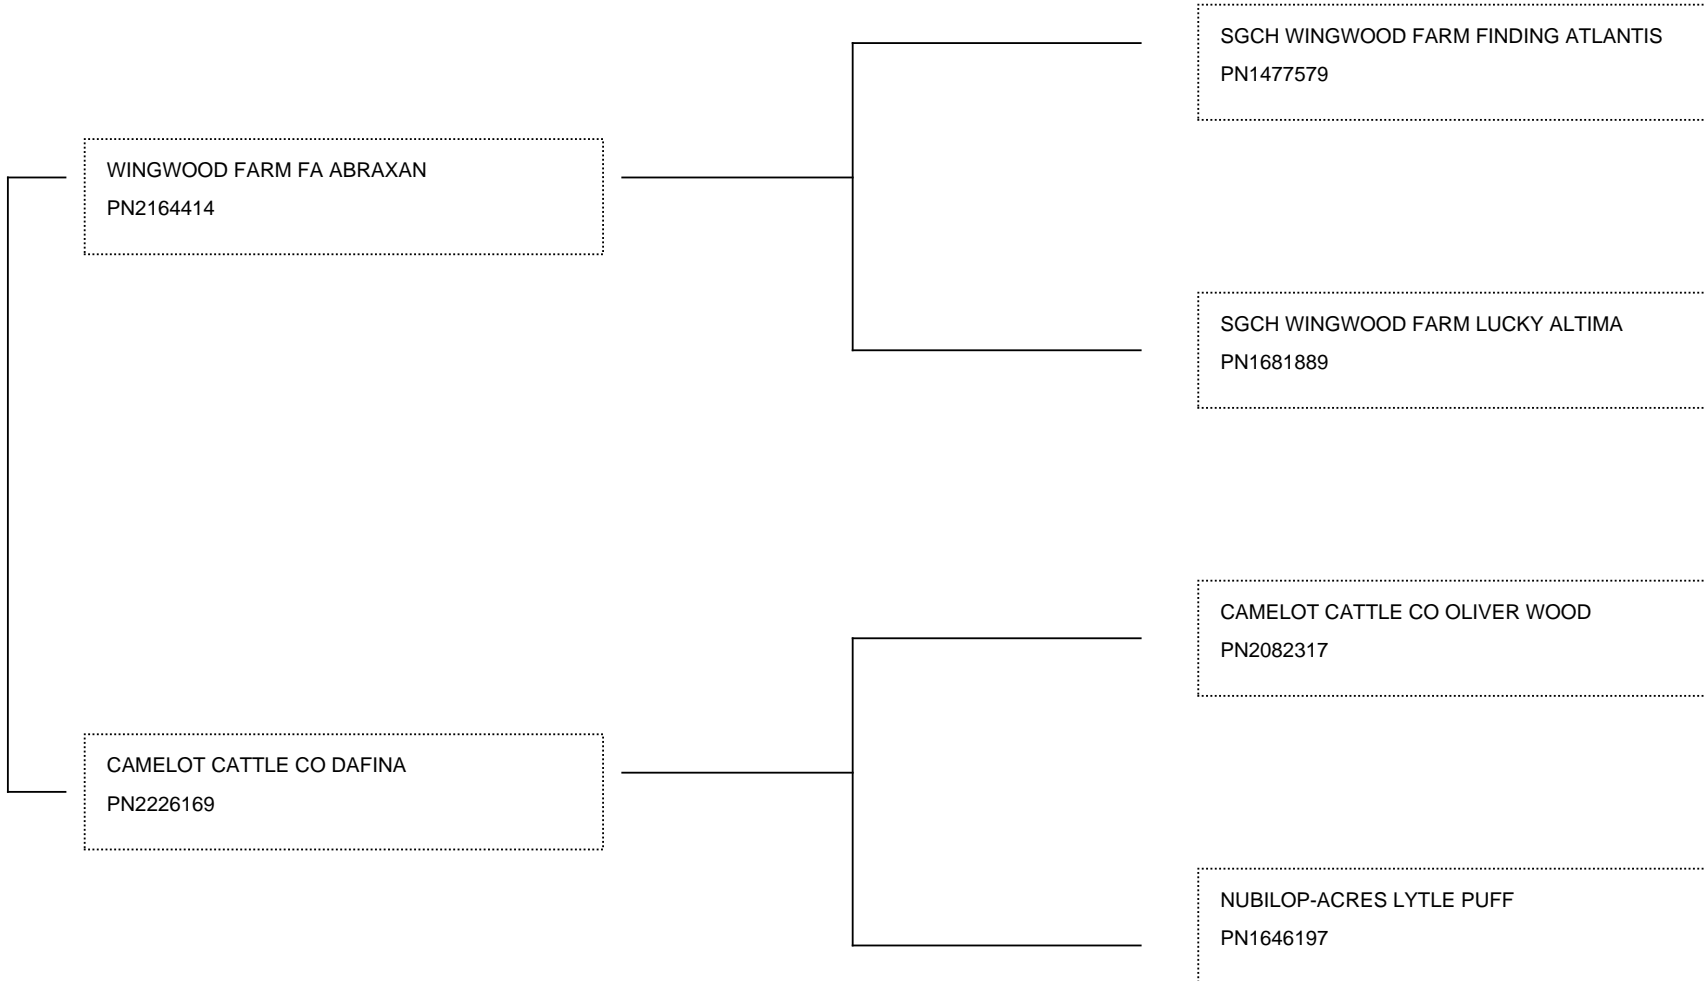 SGCH WINGWOOD FARM FINDING ATLANTIS
PN1477579
WINGWOOD FARM FA ABRAXAN
PN2164414
SGCH WINGWOOD FARM LUCKY ALTIMA
PN1681889
CAMELOT CATTLE CO OLIVER WOOD
PN2082317
CAMELOT CATTLE CO DAFINA
PN2226169
NUBILOP-ACRES LYTLE PUFF
PN1646197